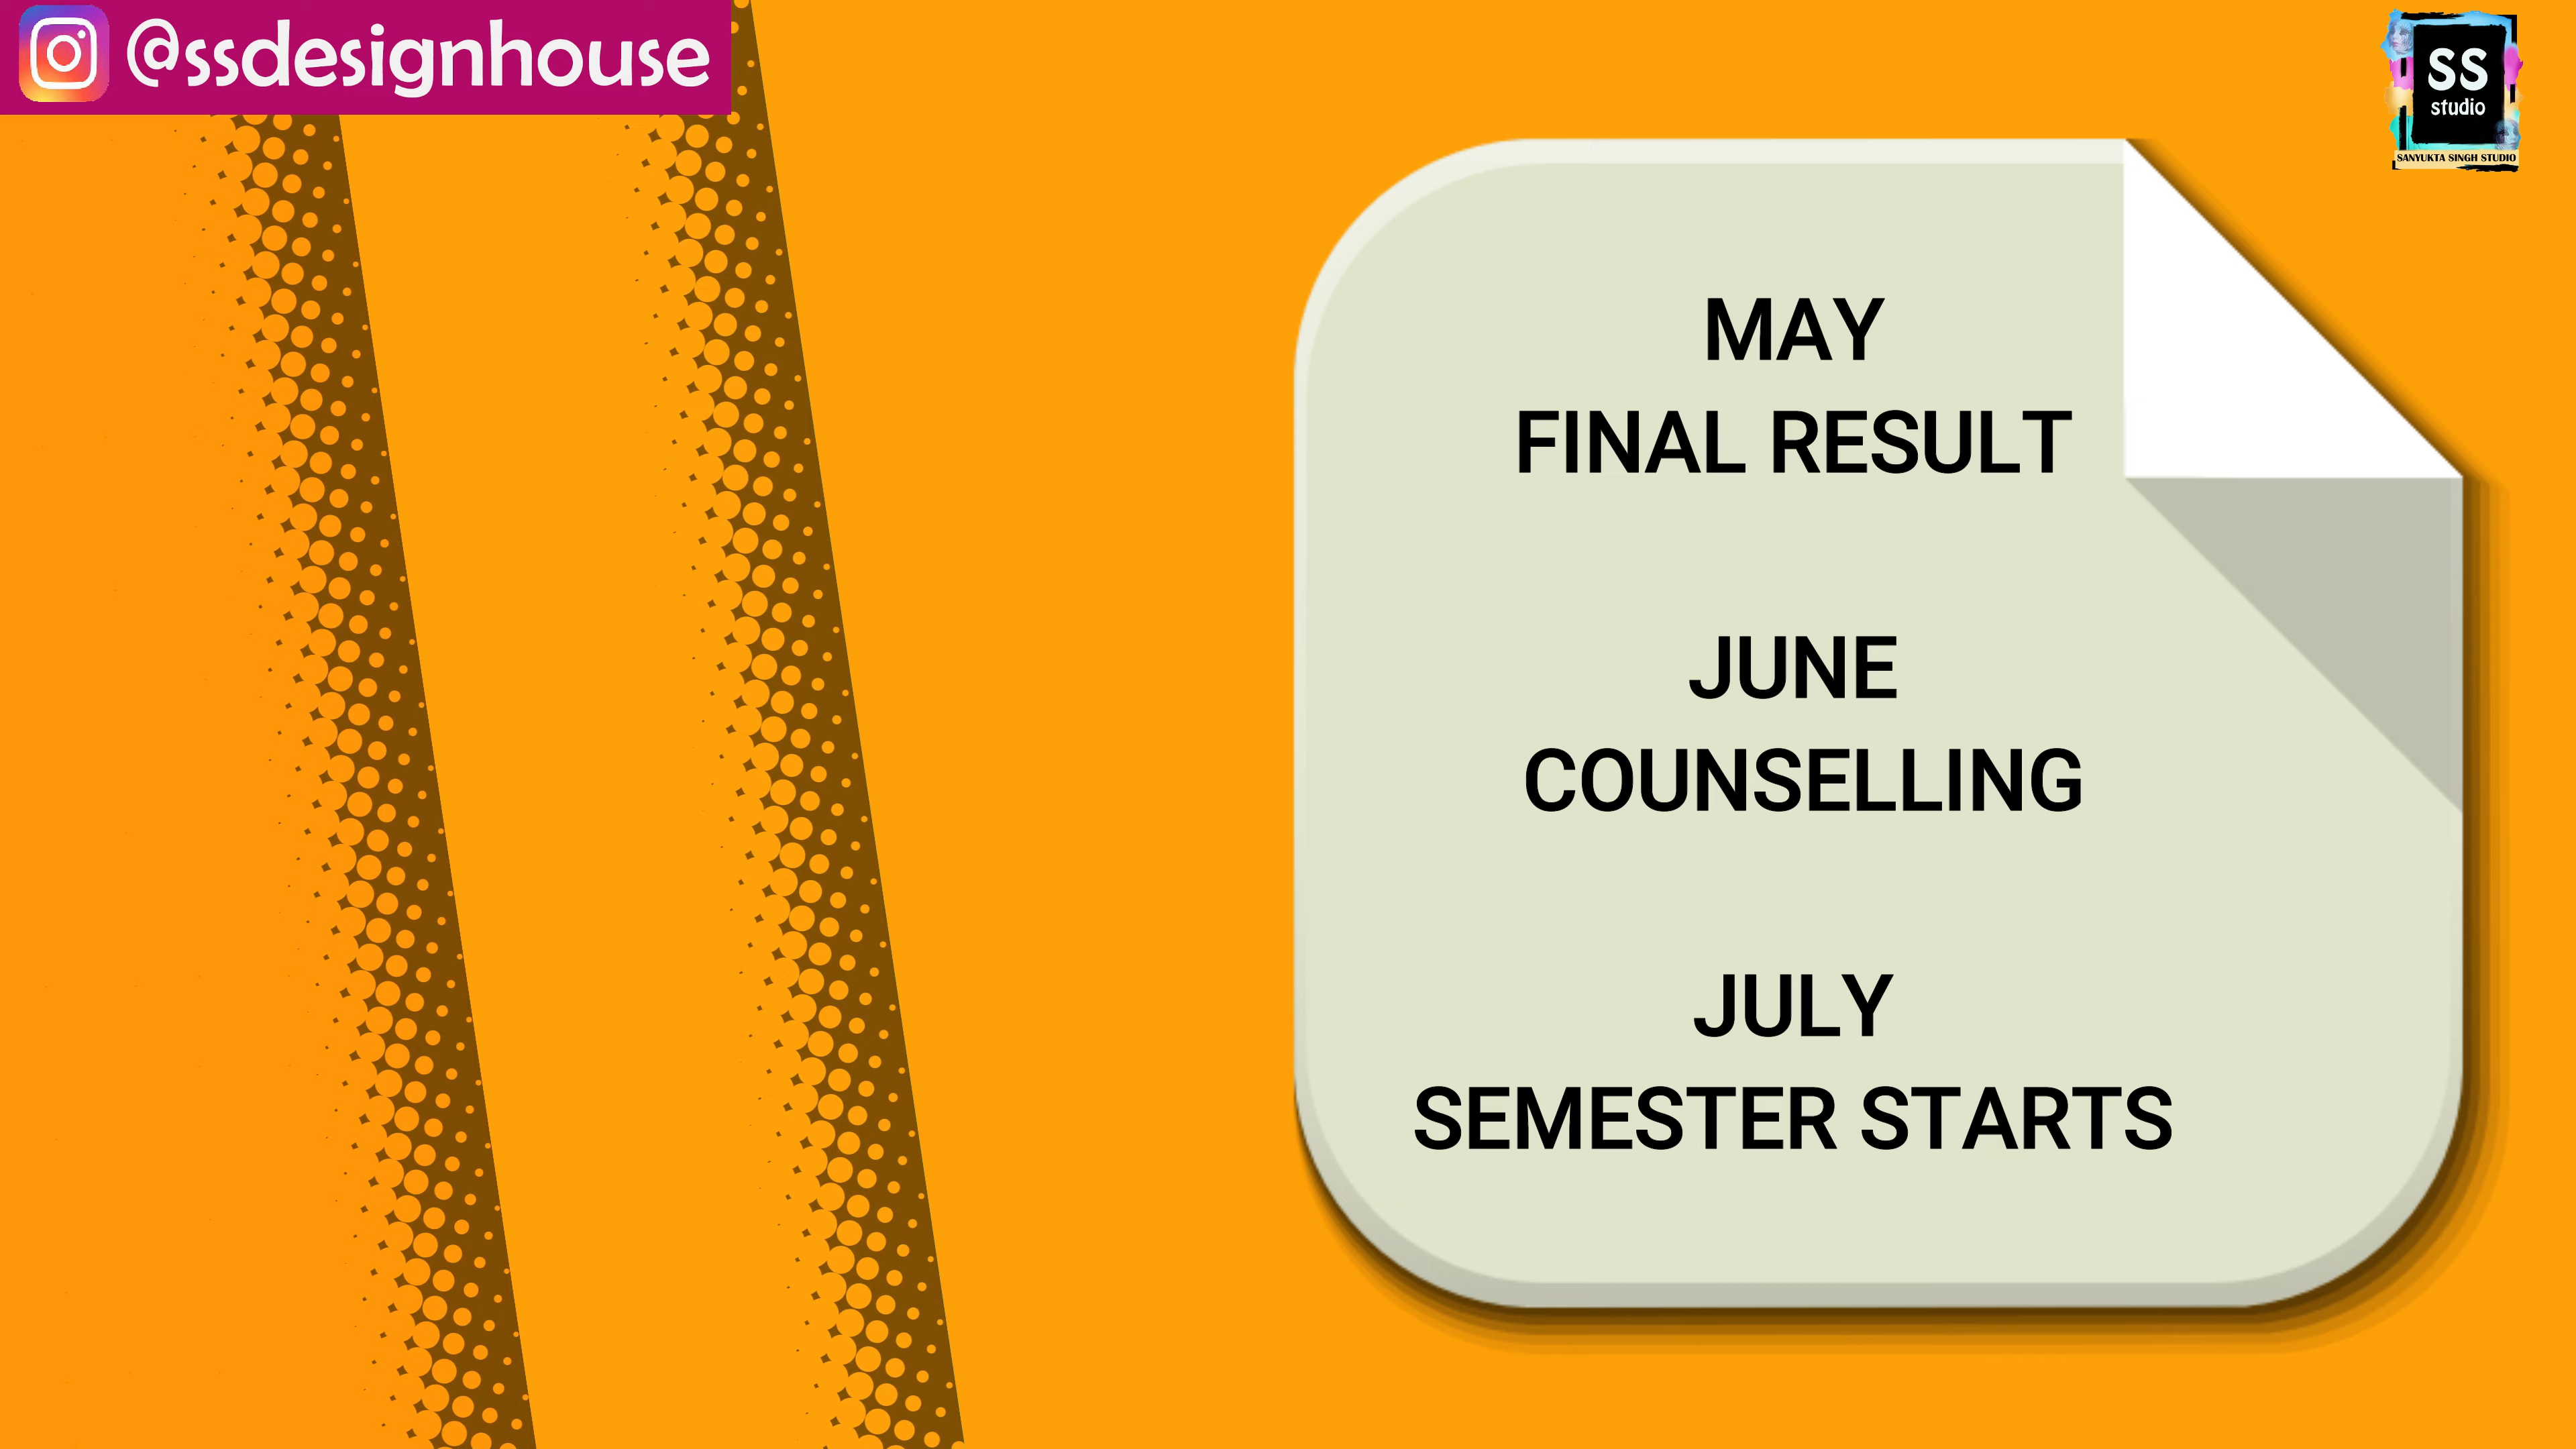 @ssdesignhouse
SS
studio
SANYUKTA SINGH STUDIO
MAY
FINAL RESULT
JUNE
COUNSELLING
JULY
SEMESTER STARTS